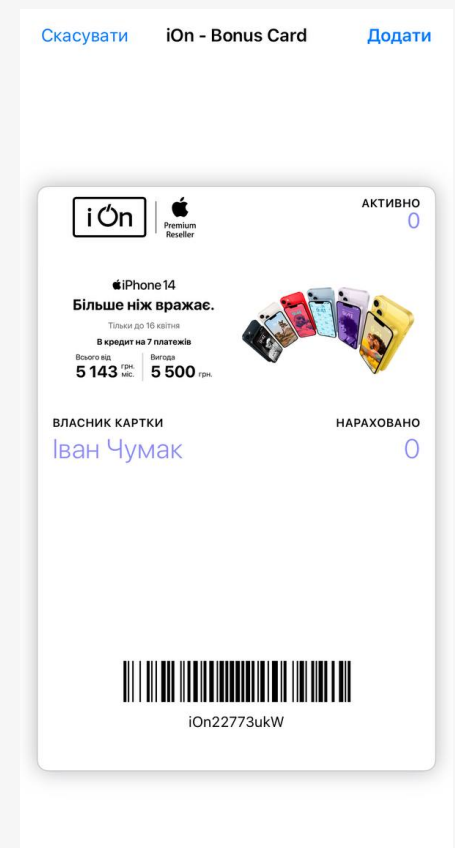 Скасувати iOn - Bonus Card Додати
iOn Premium Reseller
АКТИВНО
0
iPhone 14
Більше ніж вражає.
Тільки до 16 квітня
В кредит на 7 платежів
Всього від Вигода
5 143 грн. міс. 5 500 грн.
ВЛАСНИК КАРТКИ НАРАХОВАНО
Іван Чумак 0
iOn22773ukW